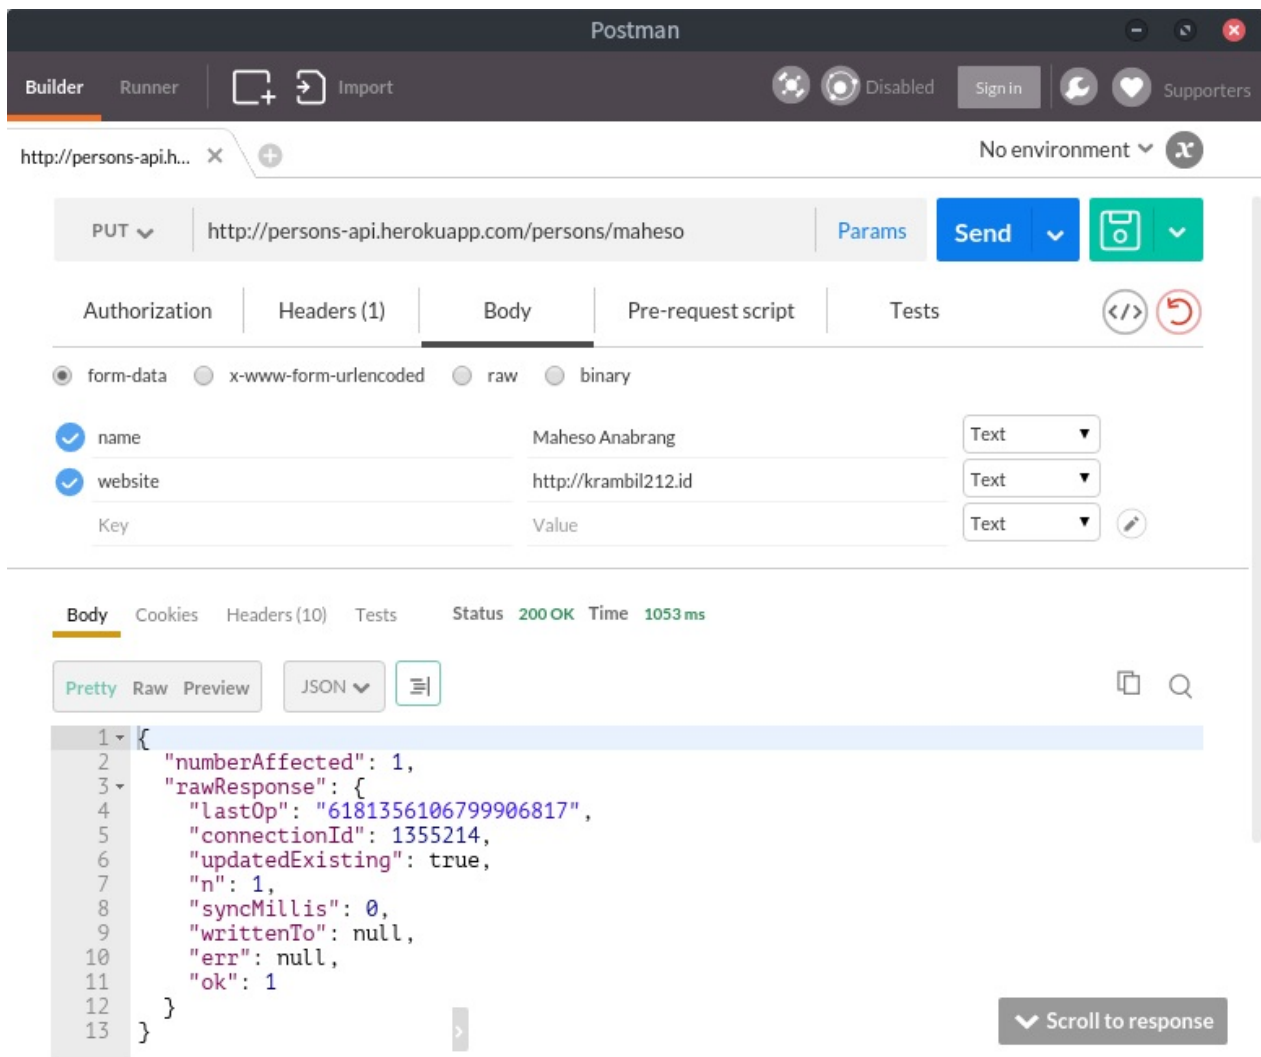 Postman
Builder Runner Import Disabled Sign in Supporters
http://persons-api.h... No environment
PUT http://persons-api.herokuapp.com/persons/maheso Params Send
Authorization Headers (1) Body Pre-request script Tests
form-data x-www-form-urlencoded raw binary
name Maheso Anabrang Text
website http://krambil212.id Text
Key Value Text
Body Cookies Headers (10) Tests Status 200 OK Time 1053 ms
Pretty Raw Preview JSON
1 {
2 "numberAffected": 1,
3 "rawResponse": {
4 "lastOp": "6181356106799906817",
5 "connectionId": 1355214,
6 "updatedExisting": true,
7 "n": 1,
8 "syncMillis": 0,
9 "writtenTo": null,
10 "err": null,
11 "ok": 1
12 }
13 }
Scroll to response